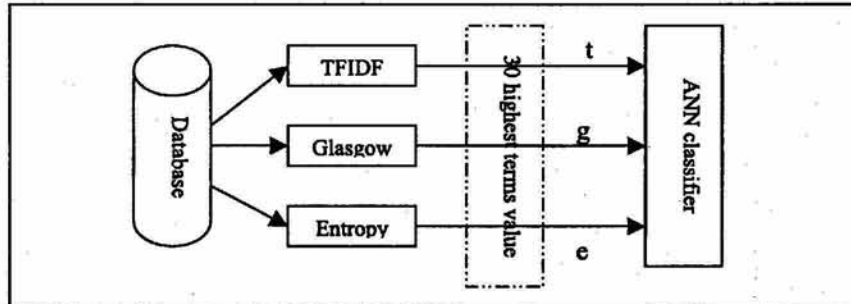 Database
TFIDF
Glasgow
Entropy
30 highest terms value
t
g
e
ANN classifier